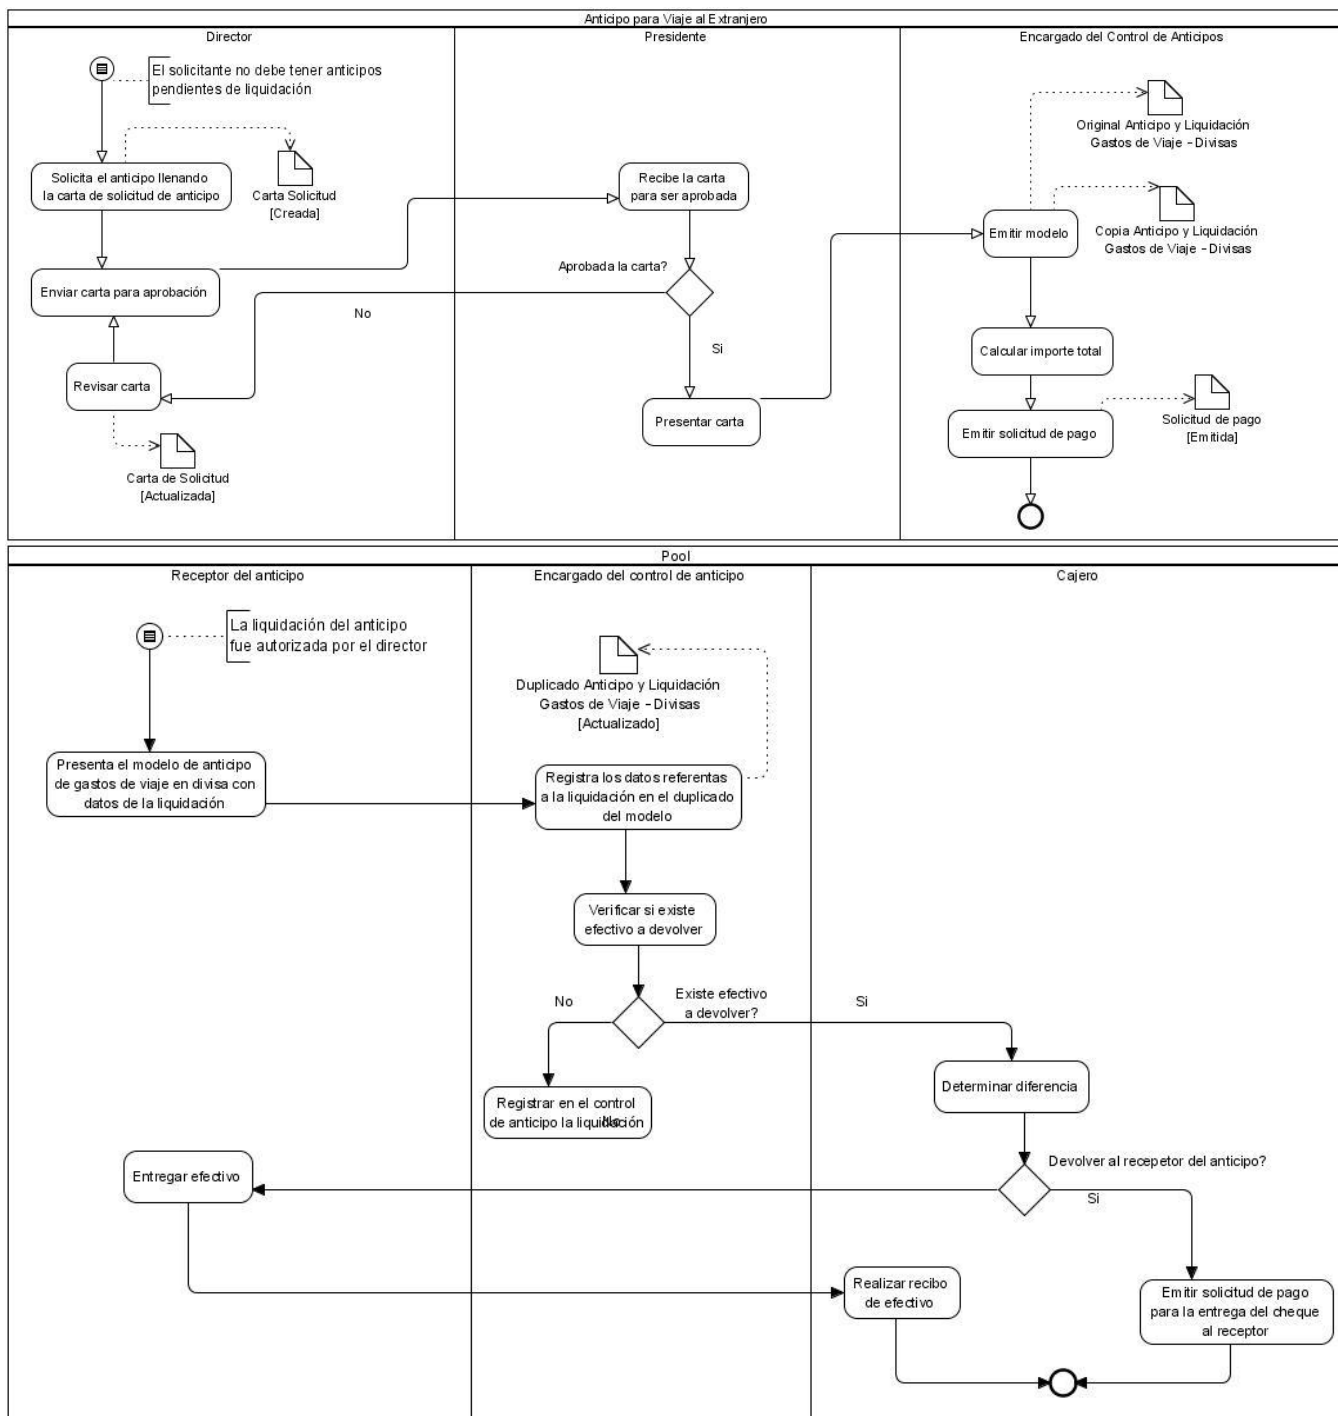 Anticipo para Viaje al Extranjero
Director
Presidente
Encargado del Control de Anticipos
El solicitante no debe tener anticipos
pendientes de liquidación
Solicita el anticipo llenando
la carta de solicitud de anticipo
Carta Solicitud
[Creada]
Enviar carta para aprobación
Revisar carta
Carta de Solicitud
[Actualizada]
Recibe la carta
para ser aprobada
Aprobada la carta?
No
Si
Presentar carta
Original Anticipo y Liquidación
Gastos de Viaje - Divisas
Emitir modelo
Copia Anticipo y Liquidación
Gastos de Viaje - Divisas
Calcular importe total
Emitir solicitud de pago
Solicitud de pago
[Emitida]
Pool
Receptor del anticipo
Encargado del control de anticipo
Cajero
La liquidación del anticipo
fue autorizada por el director
Duplicado Anticipo y Liquidación
Gastos de Viaje - Divisas
[Actualizado]
Presenta el modelo de anticipo
de gastos de viaje en divisa con
datos de la liquidación
Registra los datos referentas
a la liquidación en el duplicado
del modelo
Verificar si existe
efectivo a devolver
No
Existe efectivo
a devolver?
Si
Registrar en el control
de anticipo la liquidación
No
Determinar diferencia
Devolver al recepetor del anticipo?
Si
Entregar efectivo
Realizar recibo
de efectivo
Emitir solicitud de pago
para la entrega del cheque
al receptor